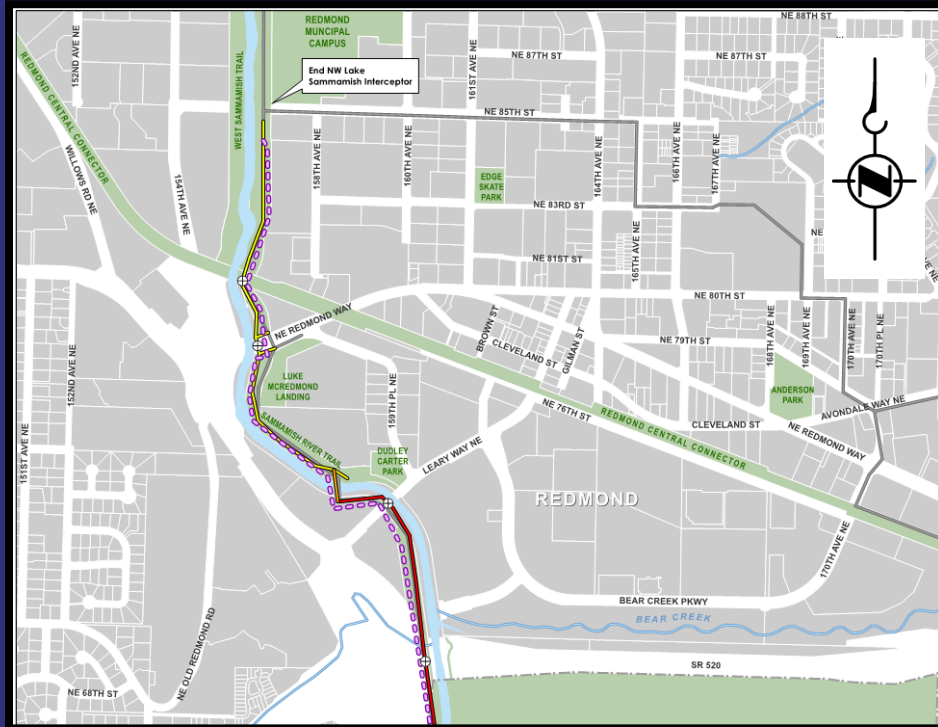 152ND AVE NE
REDMOND
MUNCIPAL
CAMPUS
NE 88TH ST
NE 87TH ST
NE 87TH ST
161ST AVE NE
REDMOND CENTRAL CONNECTOR
WEST SAMMAMISH TRAIL
End NW Lake
Sammamish Interceptor
NE 85TH ST
WILLOWS RD NE
154TH AVE NE
158TH AVE NE
160TH AVE NE
EDGE
SKATE
PARK
164TH AVE NE
166TH AVE NE
167TH AVE NE
N
NE 83RD ST
165TH AVE NE
NE
NE 81ST ST
NE 80TH ST
NE REDMOND WAY
BROWN ST
CLEVELAND ST
GILMAN ST
NE 79TH ST
168TH AVE NE
169TH AVE NE
170TH AVE NE
170TH PL NE
152ND AVE NE
LUKE
MCREDMOND
LANDING
159TH PL NE
ANDERSON
PARK
NE 76TH ST
REDMOND CENTRAL CONNECTOR
CLEVELAND ST
AVONDALE WAY NE
NE REDMOND WAY
151ST AVE NE
SAMMAMISH RIVER TRAIL
DUDLEY
CARTER
PARK
LEARY WAY NE
REDMOND
170TH AVE NE
BEAR CREEK PKWY
BEAR CREEK
NE OLD REDMOND RD
SR 520
NE 68TH ST